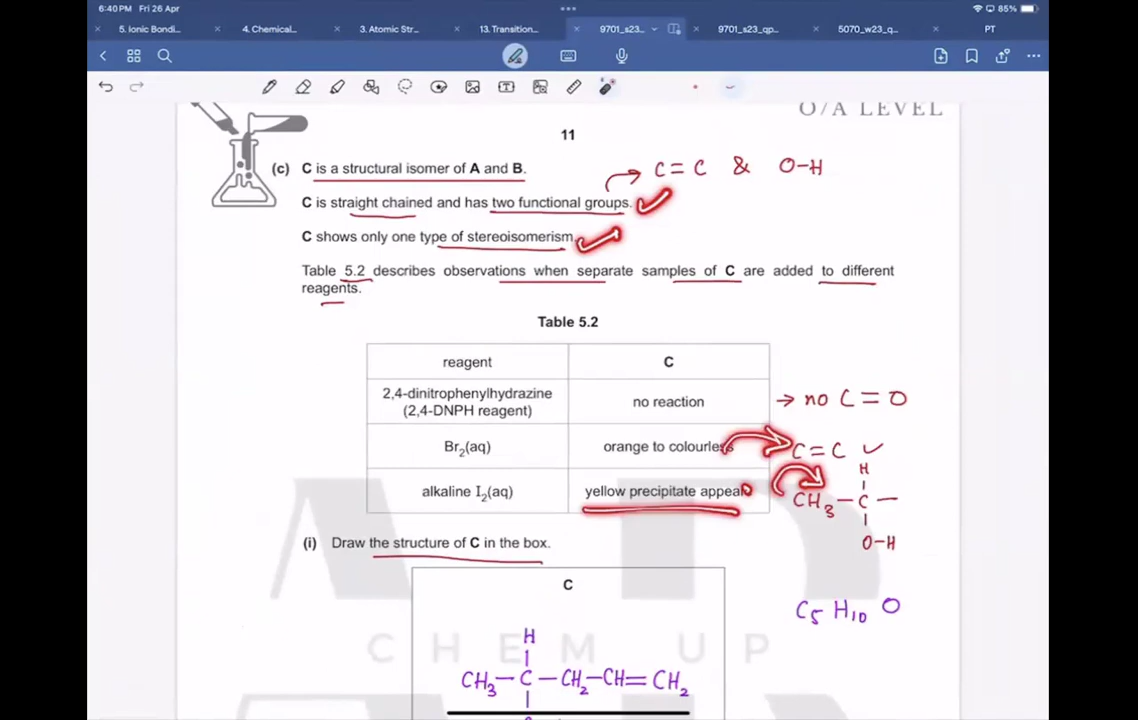 6:40 PM Fri 26 Apr
85%
5. Ionic Bondi...
4. Chemical...
3. Atomic Str...
13. Transition...
9701_s23...
9701_s23_qp...
5070_w23_q...
PT
O/A LEVEL
11
(c) C is a structural isomer of A and B.
C=C & O-H
C is straight chained and has two functional groups.
C shows only one type of stereoisomerism
Table 5.2 describes observations when separate samples of C are added to different
reagents.
Table 5.2
reagent C
2,4-dinitrophenylhydrazine
(2,4-DNPH reagent)
no reaction
→ no C=O
Br₂(aq) orange to colourless
C=C ✓
alkaline I₂(aq) yellow precipitate appears
H
CH₃-C-
O-H
(i) Draw the structure of C in the box.
C
C₅H₁₀O
CHEM UP
H
CH₃-C-CH₂-CH=CH₂